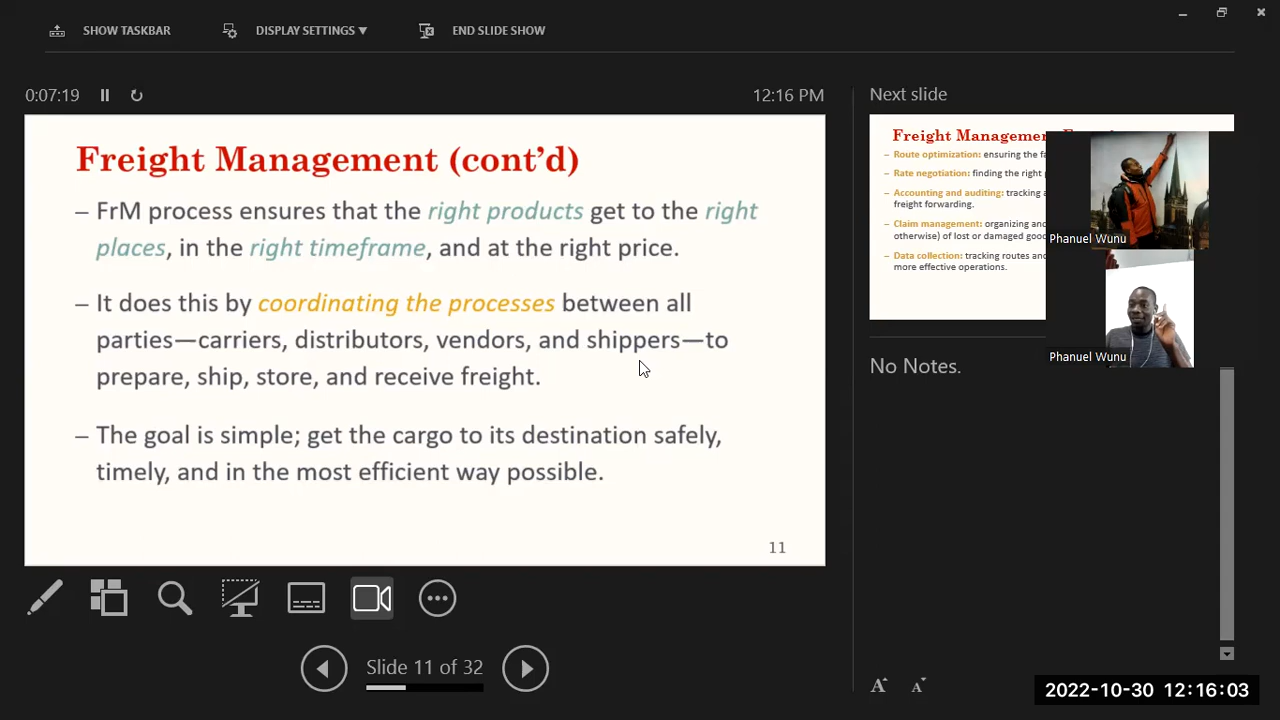 SHOW TASKBAR
DISPLAY SETTINGS ▾
END SLIDE SHOW
0:07:19
12:16 PM
Freight Management (cont’d)
– FrM process ensures that the right products get to the right
places, in the right timeframe, and at the right price.
– It does this by coordinating the processes between all
parties—carriers, distributors, vendors, and shippers—to
prepare, ship, store, and receive freight.
– The goal is simple; get the cargo to its destination safely,
timely, and in the most efficient way possible.
11
Slide 11 of 32
Next slide
Freight Management
– Route optimization: ensuring the
– Rate negotiation: finding the right
– Accounting and auditing: tracking
freight forwarding.
– Claim management: organizing
otherwise) of lost or damaged
– Data collection: tracking routes
more effective operations.
Phanuel Wunu
Phanuel Wunu
No Notes.
A A
2022-10-30 12:16:03